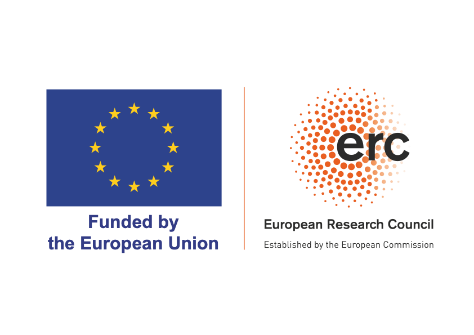 Funded by
the European Union
erc
European Research Council
Established by the European Commission